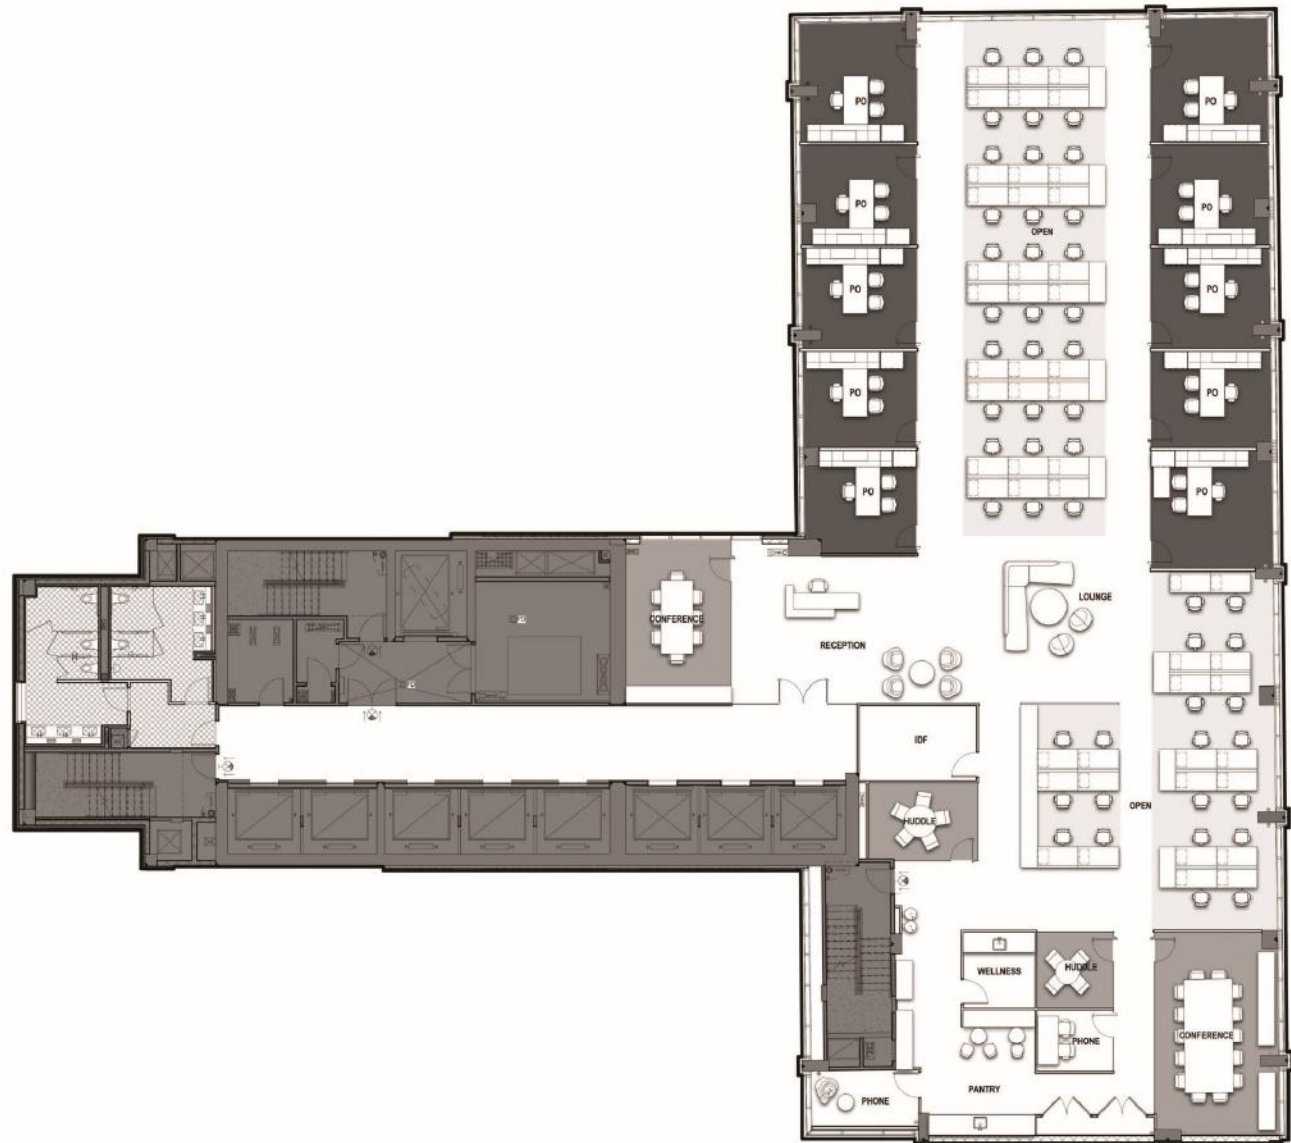 PO
PO
PO
PO
OPEN
PO
PO
PO
PO
PO
PO
LOUNGE
CONFERENCE
RECEPTION
IDF
OPEN
HUDDLE
WELLNESS
HUDDLE
CONFERENCE
PHONE
PANTRY
PHONE